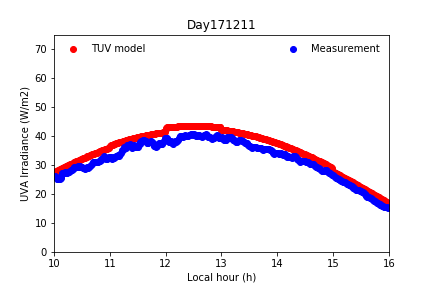 Day171211
TUV model
Measurement
UVA Irradiance (W/m2)
70
60
50
40
30
20
10
0
10 11 12 13 14 15 16
Local hour (h)